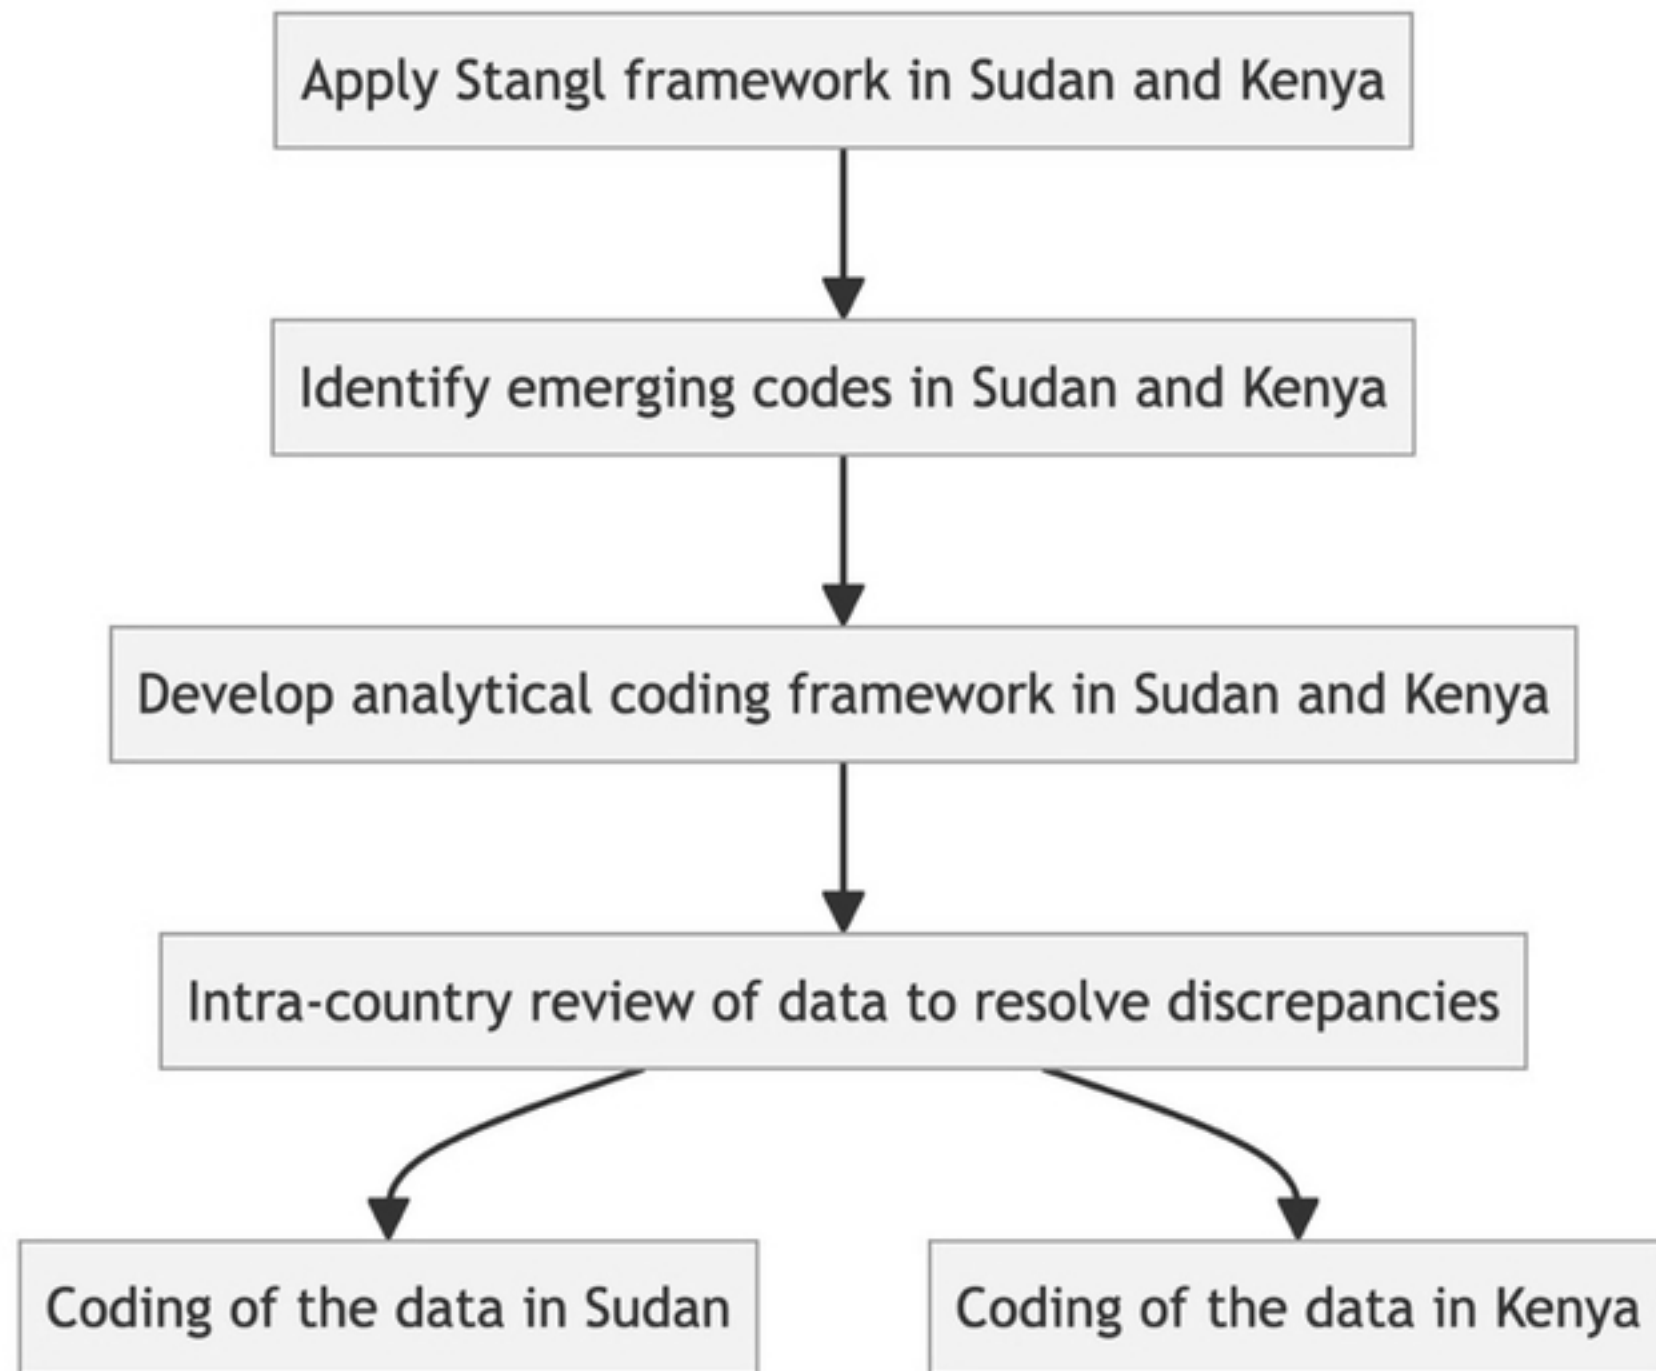 Apply Stangl framework in Sudan and Kenya
Identify emerging codes in Sudan and Kenya
Develop analytical coding framework in Sudan and Kenya
Intra-country review of data to resolve discrepancies
Coding of the data in Sudan
Coding of the data in Kenya